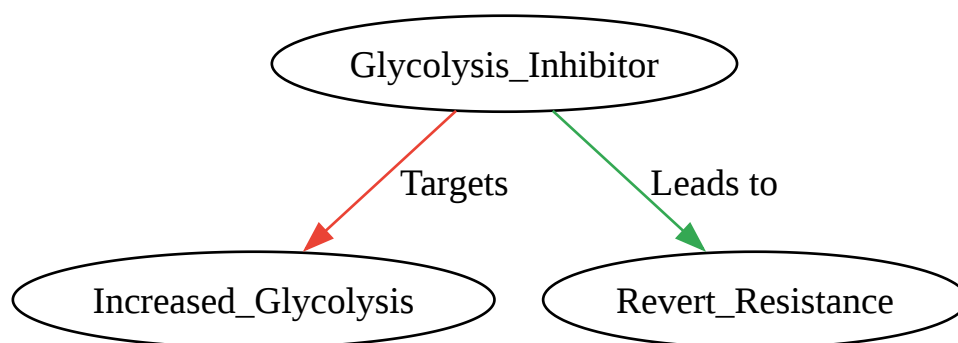 Glycolysis_Inhibitor
Targets
Leads to
Increased_Glycolysis
Revert_Resistance